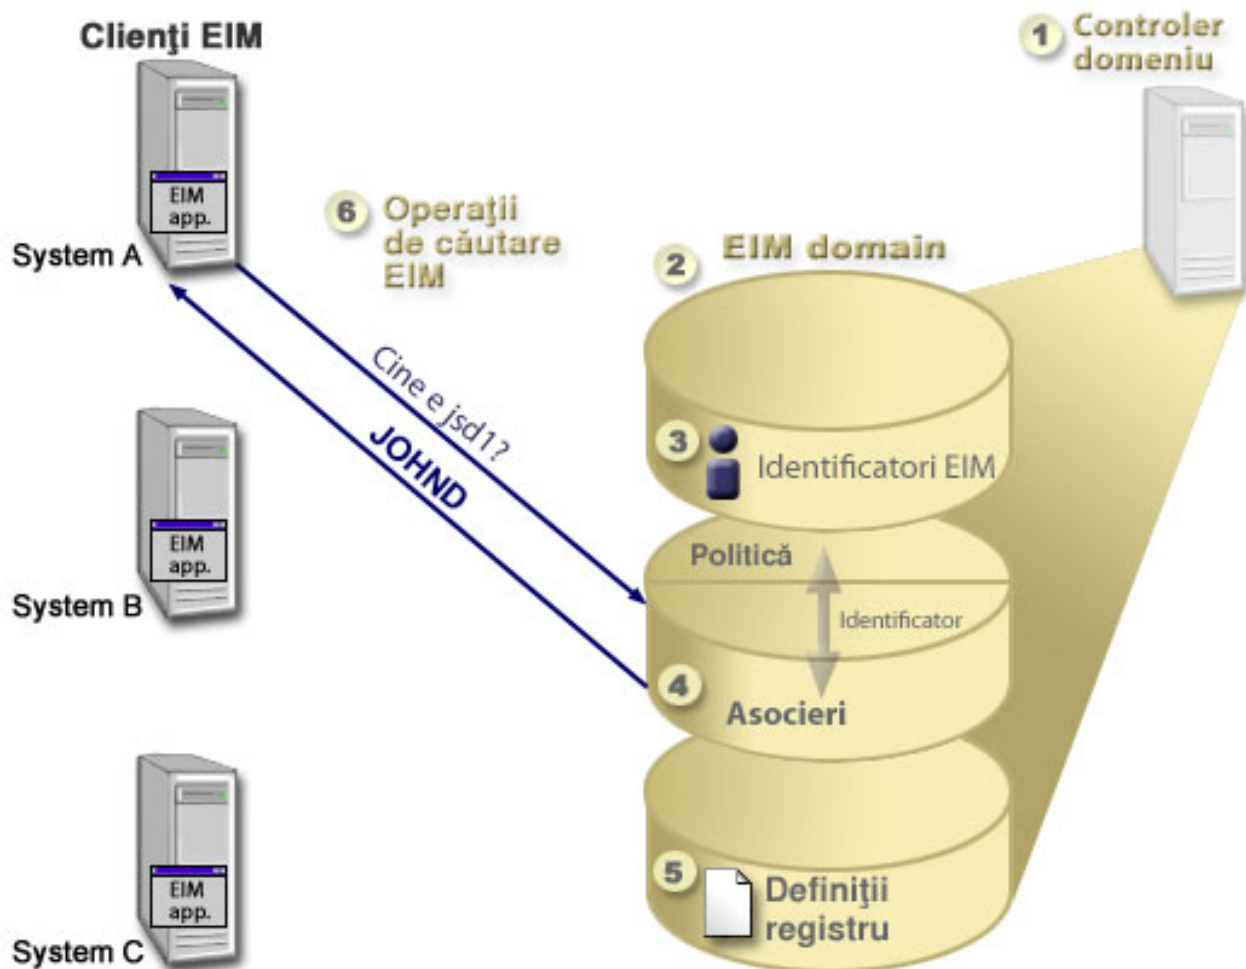 Clienţi EIM
1 Controler
domeniu
EIM
app.
System A
6 Operaţii
de căutare
EIM
2 EIM domain
Cine e jsd1?
JOHND
3 Identificatori EIM
EIM
app.
System B
Politică
Identificator
4 Asocieri
EIM
app.
System C
5 Definiţii
registru